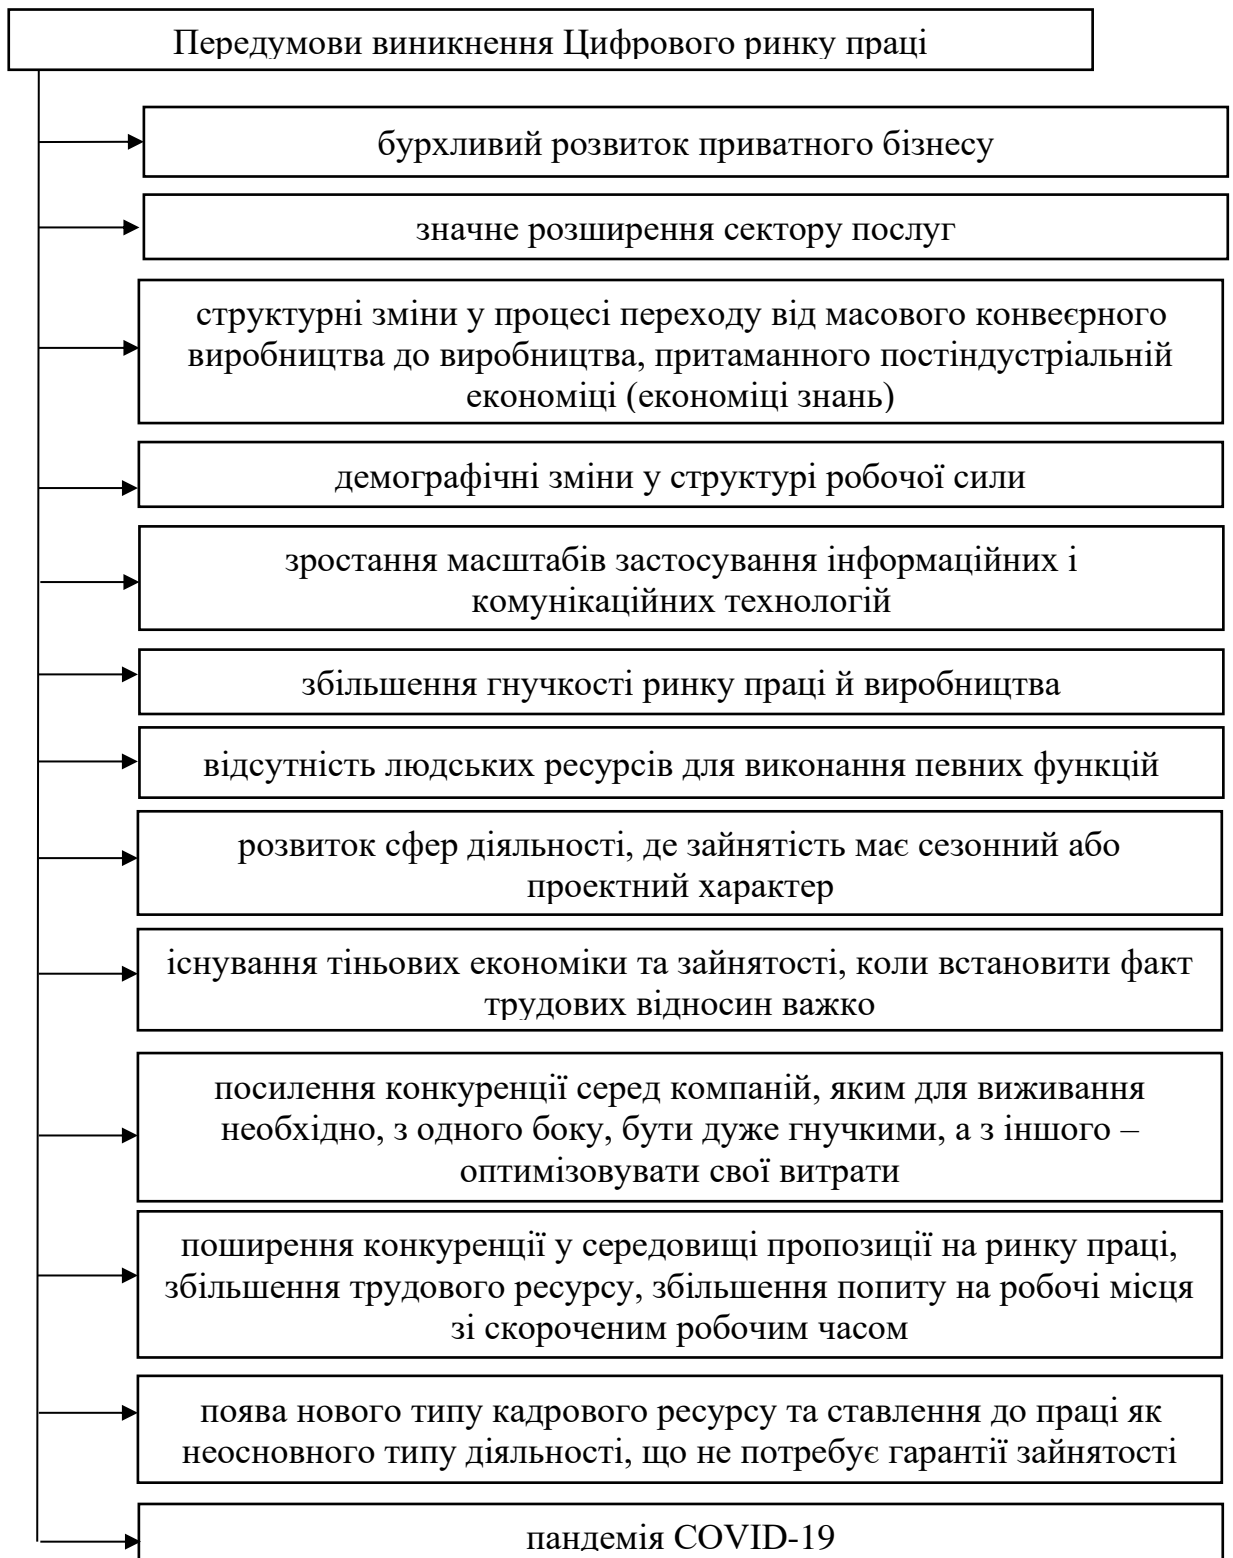 Передумови виникнення Цифрового ринку праці
бурхливий розвиток приватного бізнесу
значне розширення сектору послуг
структурні зміни у процесі переходу від масового конвеєрного
виробництва до виробництва, притаманного постіндустріальній
економіці (економіці знань)
демографічні зміни у структурі робочої сили
зростання масштабів застосування інформаційних і
комунікаційних технологій
збільшення гнучкості ринку праці й виробництва
відсутність людських ресурсів для виконання певних функцій
розвиток сфер діяльності, де зайнятість має сезонний або
проектний характер
існування тіньових економіки та зайнятості, коли встановити факт
трудових відносин важко
посилення конкуренції серед компаній, яким для виживання
необхідно, з одного боку, бути дуже гнучкими, а з іншого –
оптимізовувати свої витрати
поширення конкуренції у середовищі пропозиції на ринку праці,
збільшення трудового ресурсу, збільшення попиту на робочі місця
зі скороченим робочим часом
поява нового типу кадрового ресурсу та ставлення до праці як
неосновного типу діяльності, що не потребує гарантії зайнятості
пандемія COVID-19